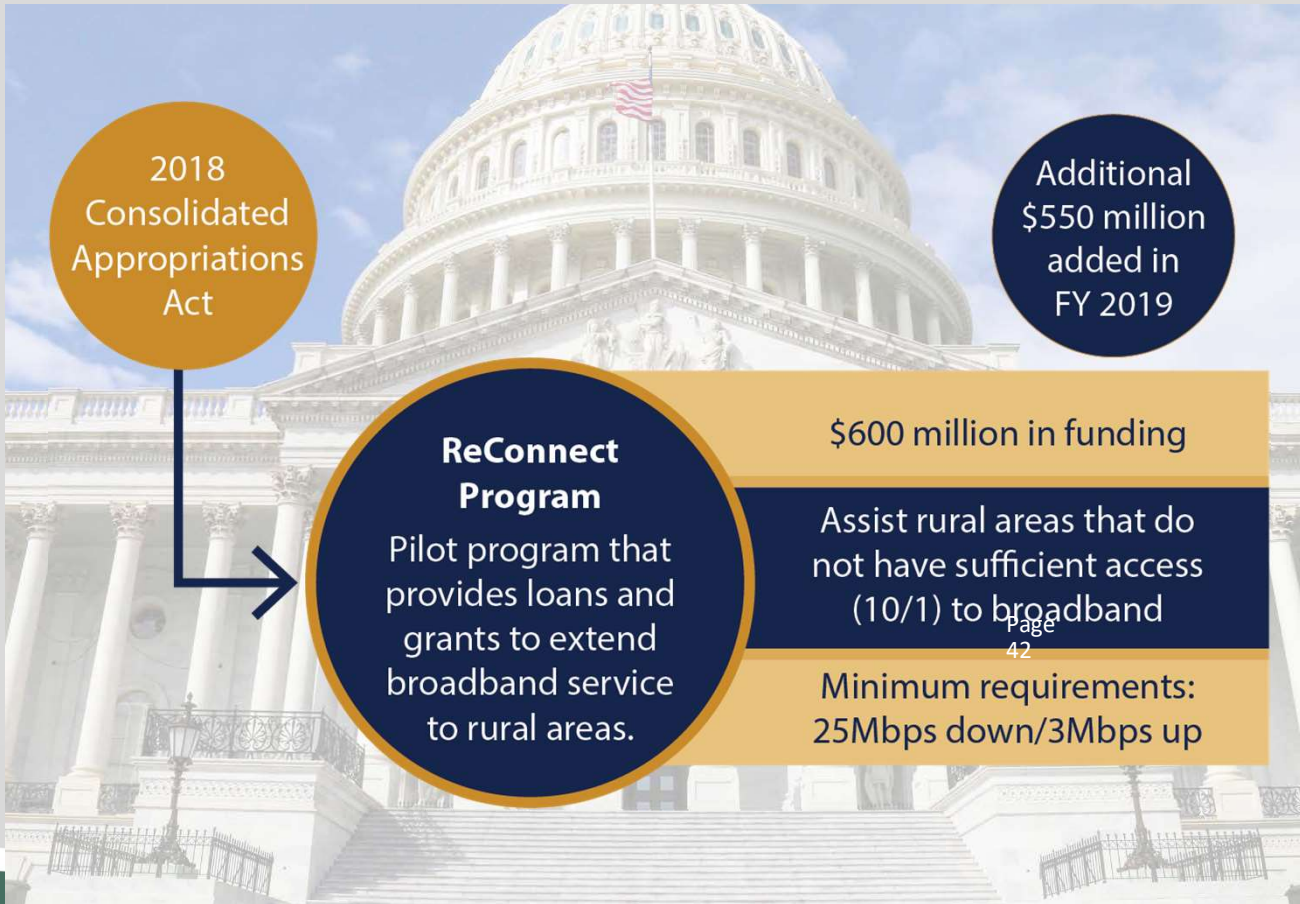 2018
Consolidated
Appropriations
Act
Additional
$550 million
added in
FY 2019
ReConnect
Program
Pilot program that
provides loans and
grants to extend
broadband service
to rural areas.
$600 million in funding
Assist rural areas that do
not have sufficient access
(10/1) to broadband
Page
42
Minimum requirements:
25Mbps down/3Mbps up